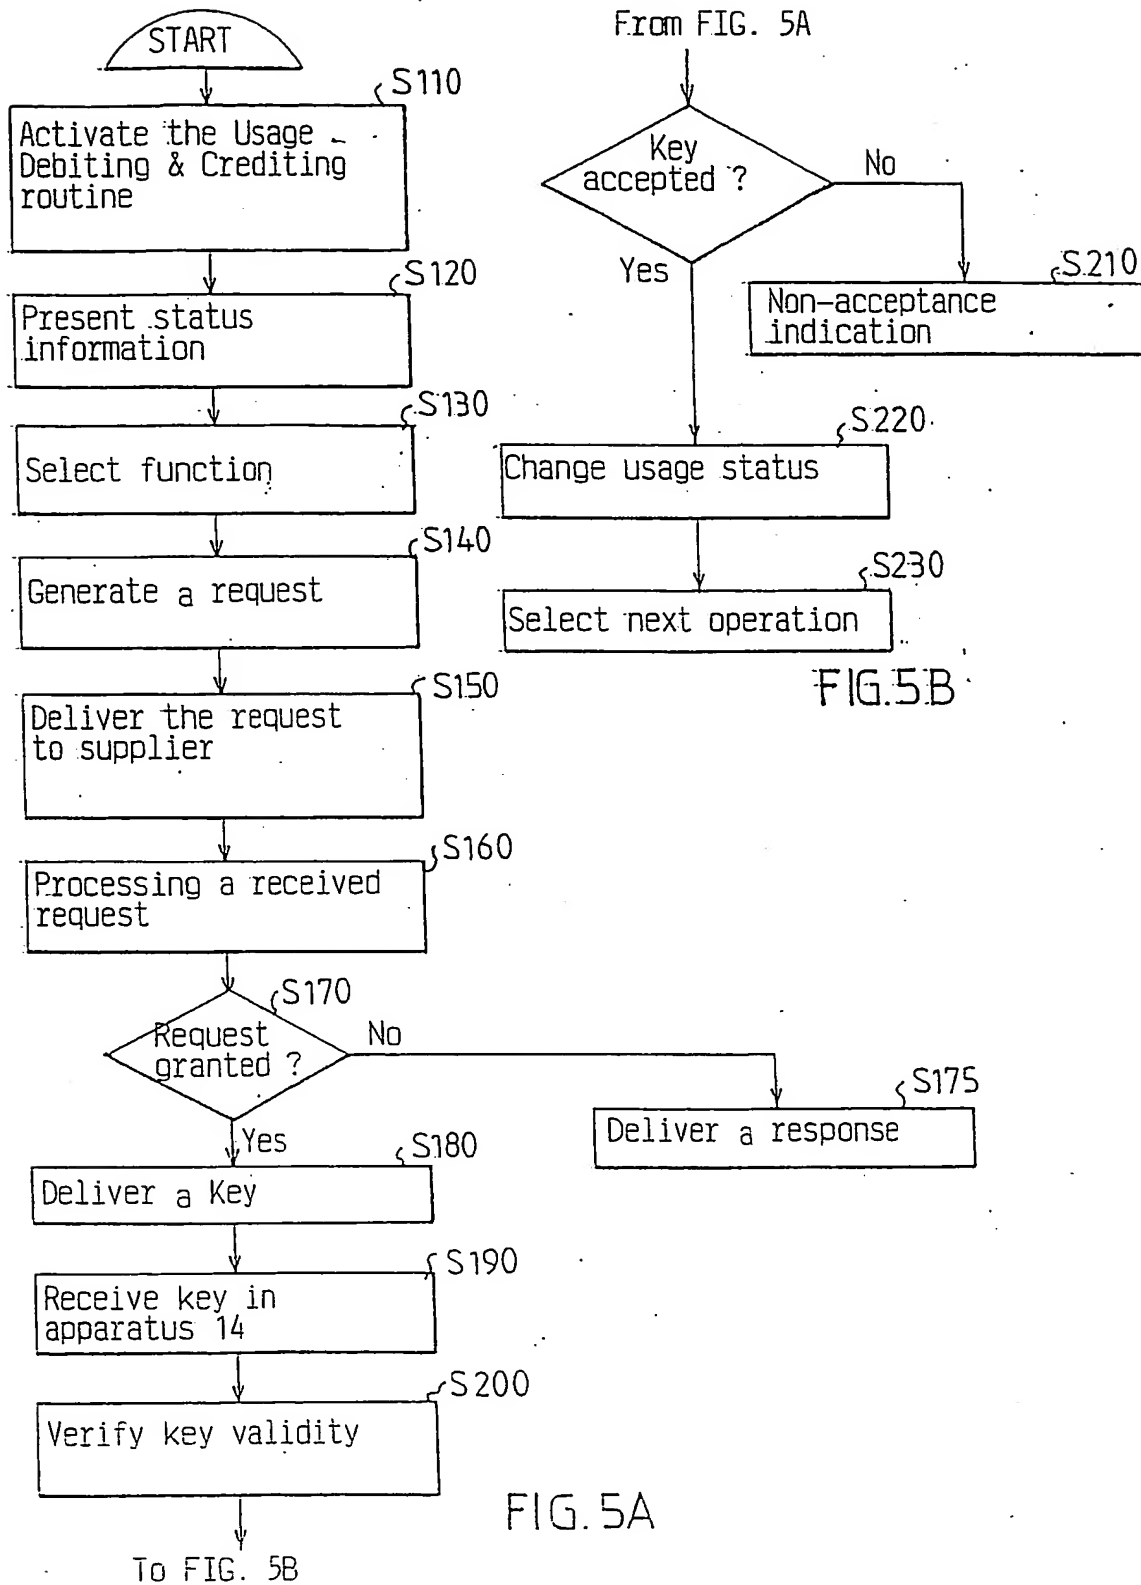 START
S110
Activate the Usage
Debiting & Crediting
routine
S120
Present status
information
S130
Select function
S140
Generate a request
S150
Deliver the request
to supplier
S160
Processing a received
request
S170
Request
granted ?
No
Yes
S175
Deliver a response
S180
Deliver a Key
S190
Receive key in
apparatus 14
S200
Verify key validity
To FIG. 5B
FIG. 5A
From FIG. 5A
Key
accepted ?
No
Yes
S210
Non-acceptance
indication
S220
Change usage status
S230
Select next operation
FIG.5B